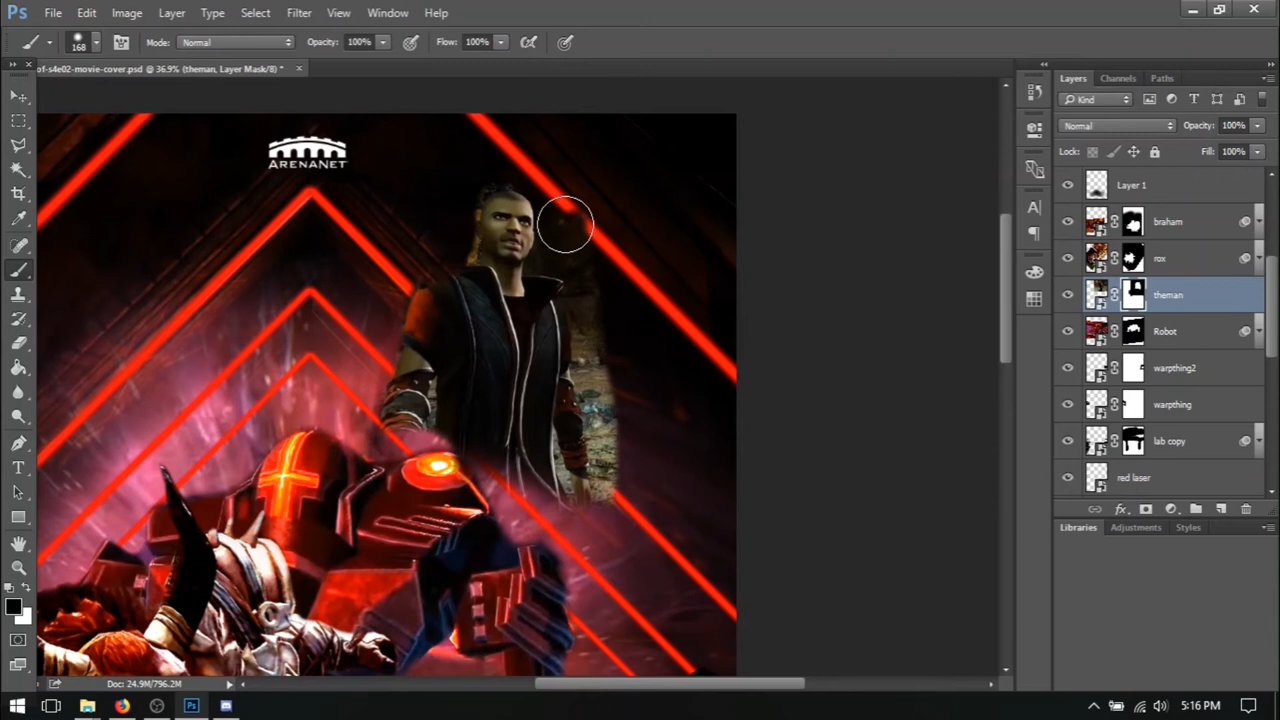 Ps File Edit Image Layer Type Select Filter View Window Help
168 Mode: Normal Opacity: 100% Flow: 100%
of-s4e02-movie-cover.psd @ 36.9% (theman, Layer Mask/8) *
ARENANET
Layers Channels Paths
Kind
Normal Opacity: 100%
Lock: Fill: 100%
Layer 1
braham
rox
theman
Robot
warpthing2
warpthing
lab copy
red laser
fx
Libraries Adjustments Styles
Doc: 24.9M/796.2M
Ps 5:16 PM